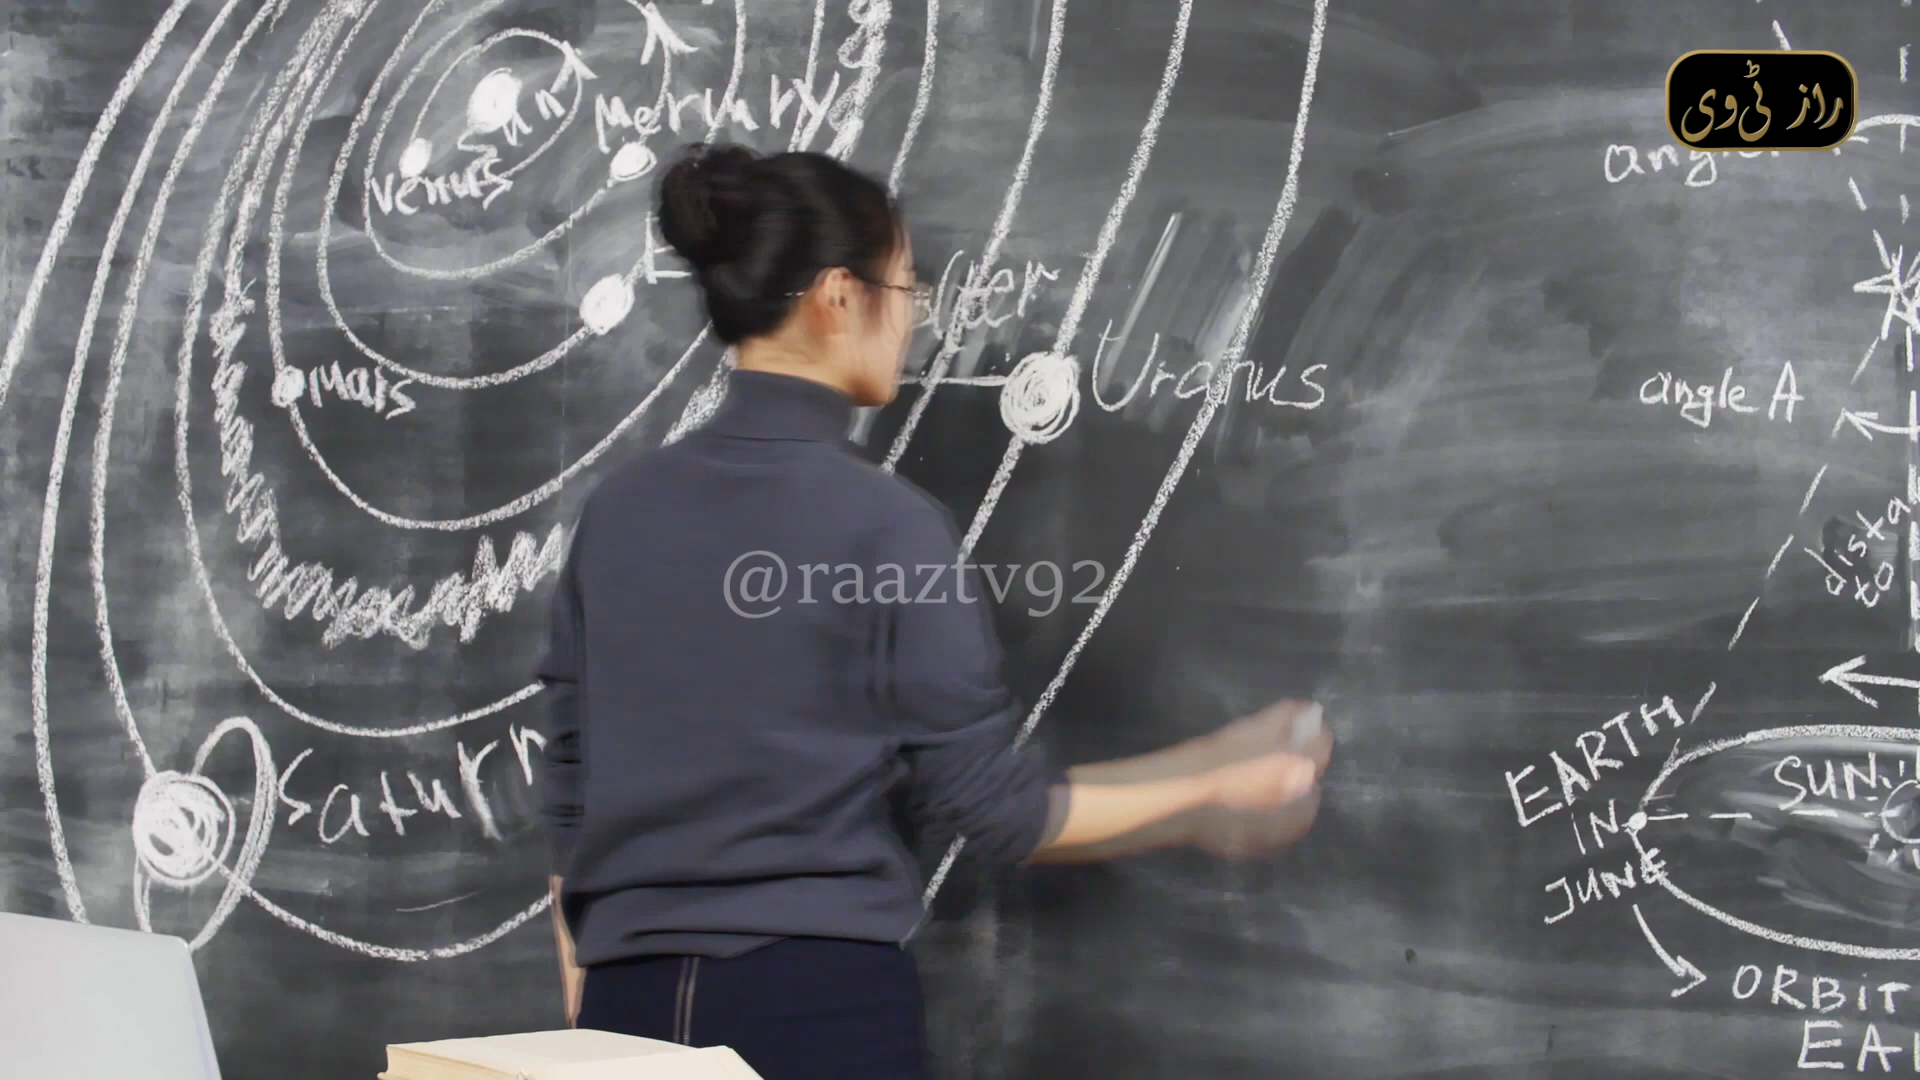 راز ٹی وی
Sun
Mercury
Venus
Uranus
Mars
angle A
@raaztv92
EARTH
IN
JUNE
SUN
Saturn
ORBIT